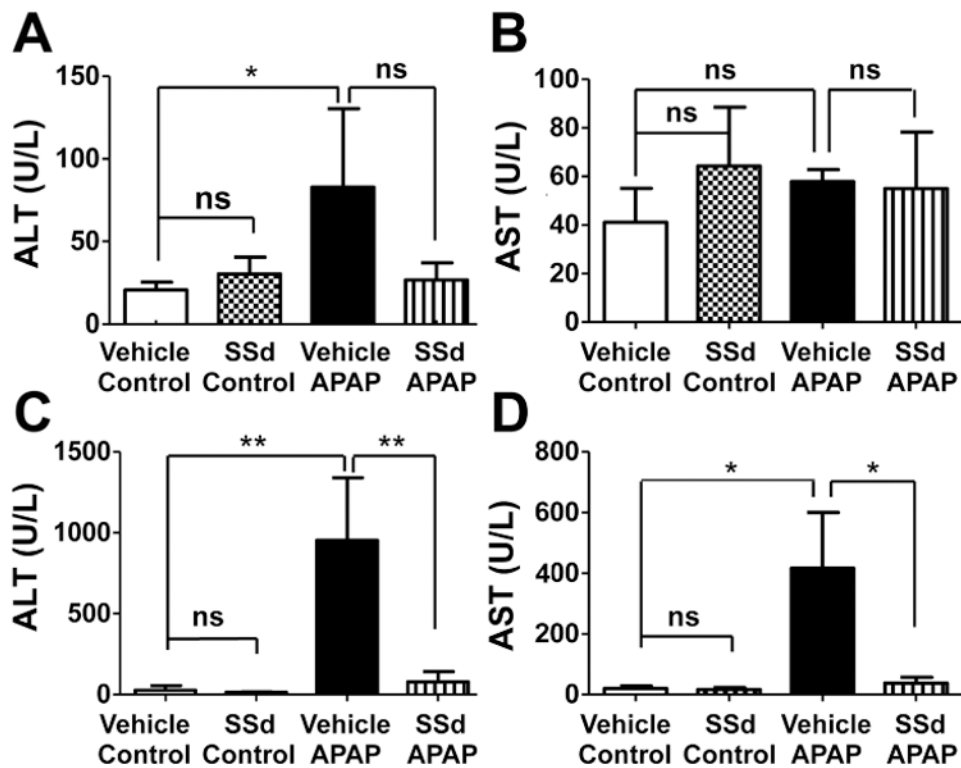 A
ALT (U/L)
150
100
50
0
*
ns
ns
Vehicle Control
SSd Control
Vehicle APAP
SSd APAP
B
AST (U/L)
100
80
60
40
20
0
ns
ns
ns
Vehicle Control
SSd Control
Vehicle APAP
SSd APAP
C
ALT (U/L)
1500
1000
500
0
**
**
ns
Vehicle Control
SSd Control
Vehicle APAP
SSd APAP
D
AST (U/L)
800
600
400
200
0
*
*
ns
Vehicle Control
SSd Control
Vehicle APAP
SSd APAP